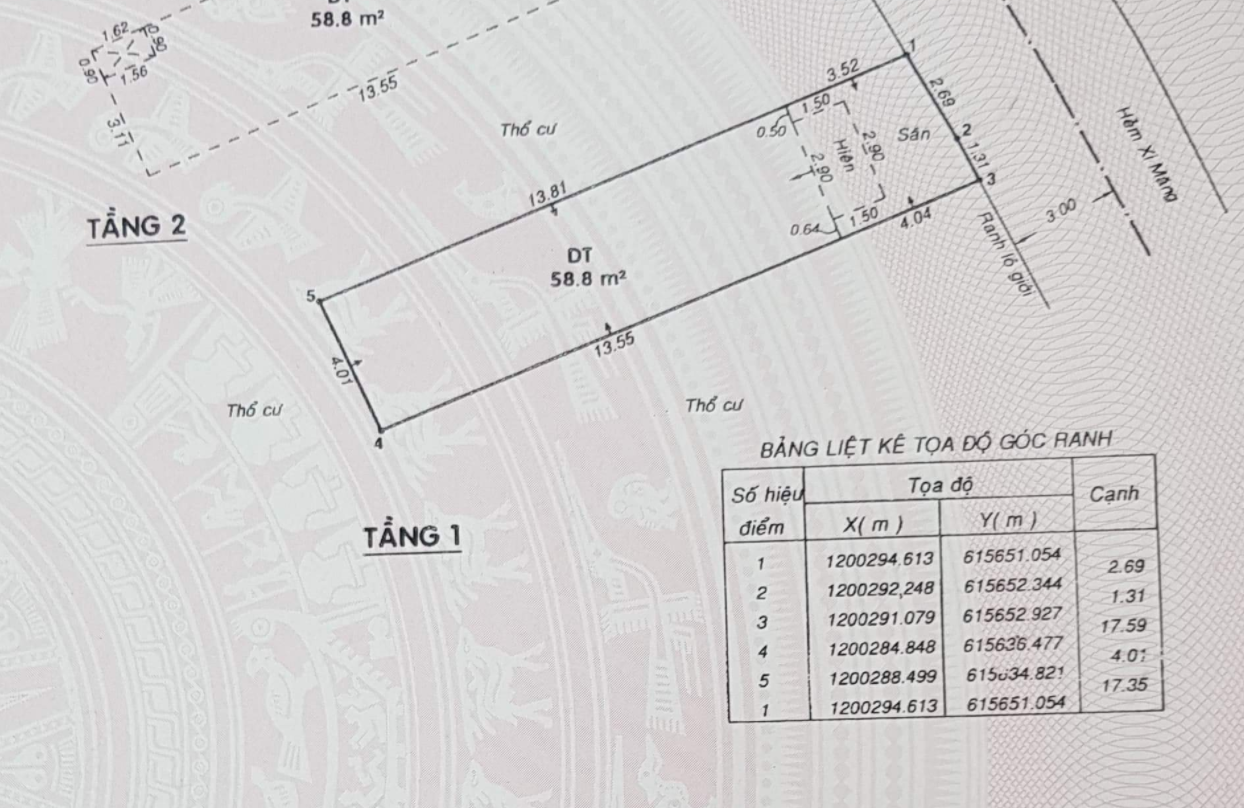 58.8 m²
1.62
0.90
0.90
1.56
3.11
13.55
TẦNG 2
Thổ cư
3.52
1
1.50
0.50
2.69
Hiên
2.90
2.90
Sân
2
1.31
3
Hẻm Xi Măng
3.00
Ranh lộ giới
13.81
0.64
1.50
4.04
DT
58.8 m²
5
4.01
13.55
4
Thổ cư
Thổ cư
TẦNG 1
BẢNG LIỆT KÊ TỌA ĐỘ GÓC RANH
Số hiệu điểm Tọa độ Cạnh
X( m ) Y( m )
1 1200294.613 615651.054
2.69
2 1200292,248 615652.344
1.31
3 1200291.079 615652.927
17.59
4 1200284.848 615636.477
4.01
5 1200288.499 615634.821
17.35
1 1200294.613 615651.054